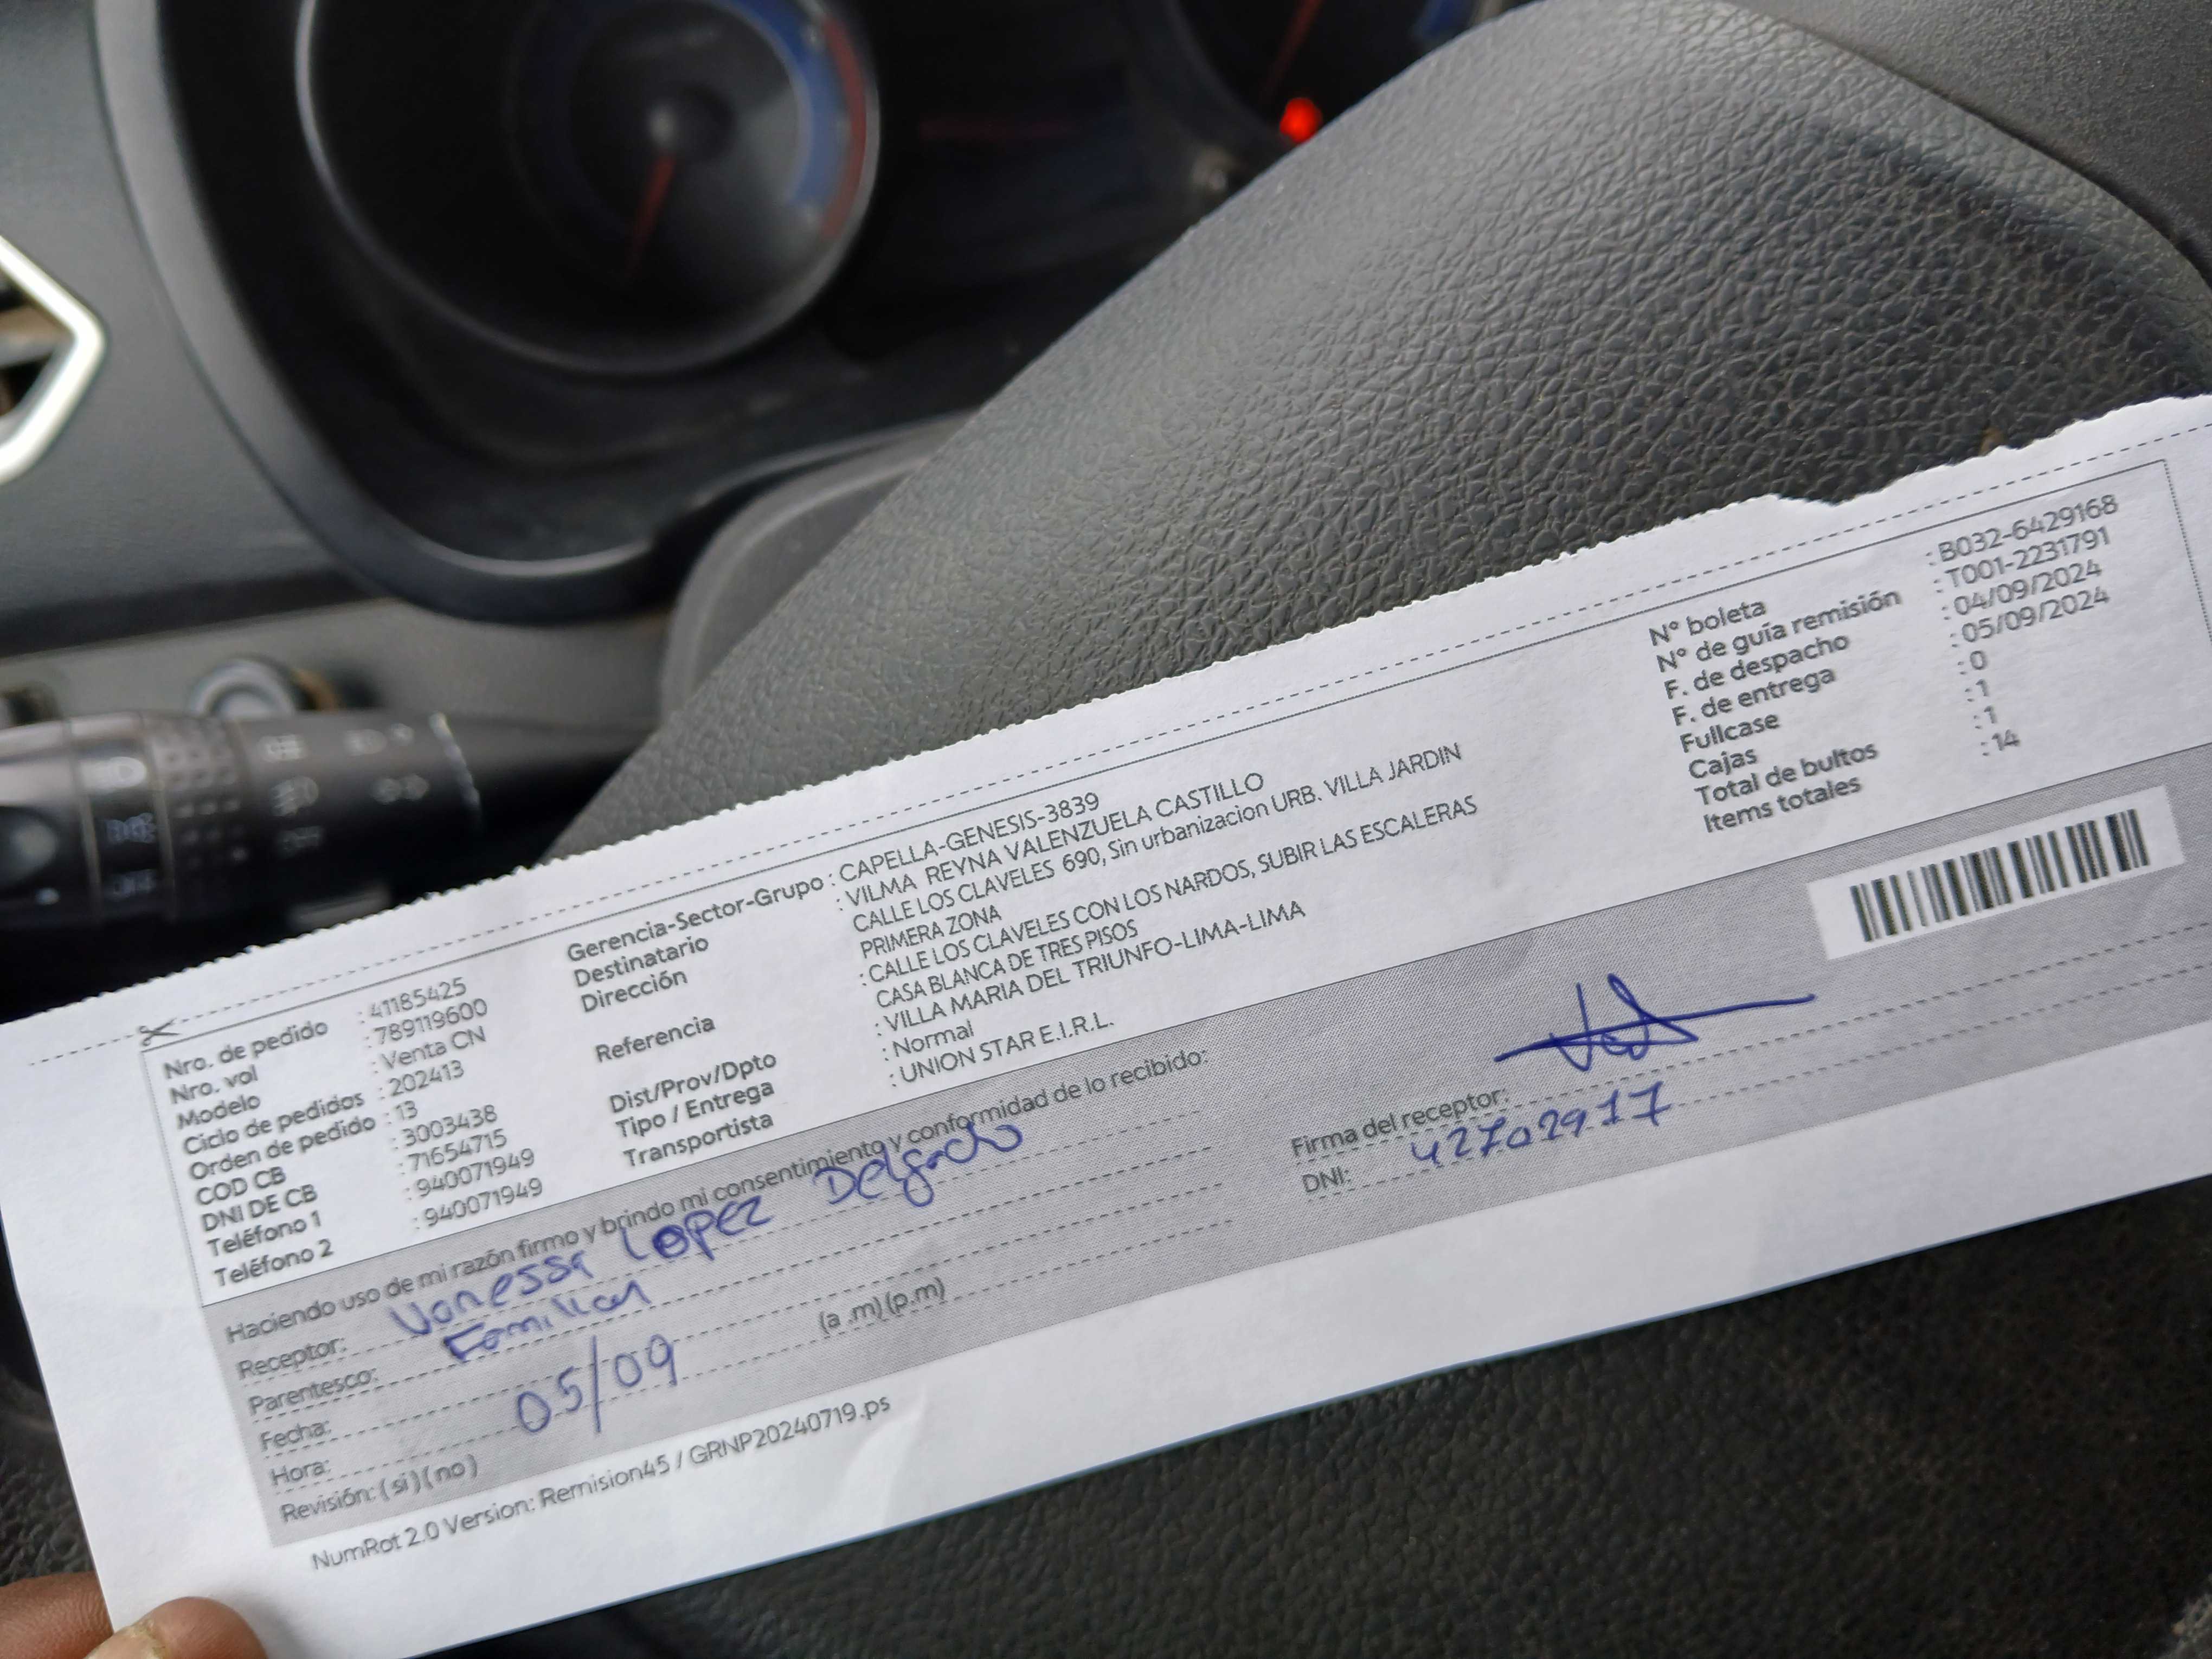 Nro. de pedido : 41185425
Nro. vol : 789119600
Modelo : Venta CN
Ciclo de pedidos : 202413
Orden de pedido : 13
COD CB : 3003438
DNI DE CB : 71654715
Teléfono 1 : 940071949
Teléfono 2 : 940071949
Gerencia-Sector-Grupo : CAPELLA-GENESIS-3839
Destinatario : VILMA REYNA VALENZUELA CASTILLO
Dirección CALLE LOS CLAVELES 690, Sin urbanizacion URB. VILLA JARDIN
PRIMERA ZONA
Referencia : CALLE LOS CLAVELES CON LOS NARDOS, SUBIR LAS ESCALERAS
CASA BLANCA DE TRES PISOS
Dist/Prov/Dpto : VILLA MARIA DEL TRIUNFO-LIMA-LIMA
Tipo / Entrega : Normal
Transportista : UNION STAR E.I.R.L.
N° boleta : B032-6429168
N° de guía remisión : T001-2231791
F. de despacho : 04/09/2024
F. de entrega : 05/09/2024
Fullcase : 0
Cajas : 1
Total de bultos : 1
Items totales : 14
Haciendo uso de mi razón firmo y brindo mi consentimiento y conformidad de lo recibido:
Receptor: Vanessa Lopez Delgado
Parentesco: Familiar
Fecha: 05/09
Hora: (a .m) (p.m)
Revisión: ( si ) ( no )
Firma del receptor:
DNI: 42702917
NumRot 2.0 Version: Remision45 / GRNP20240719.ps